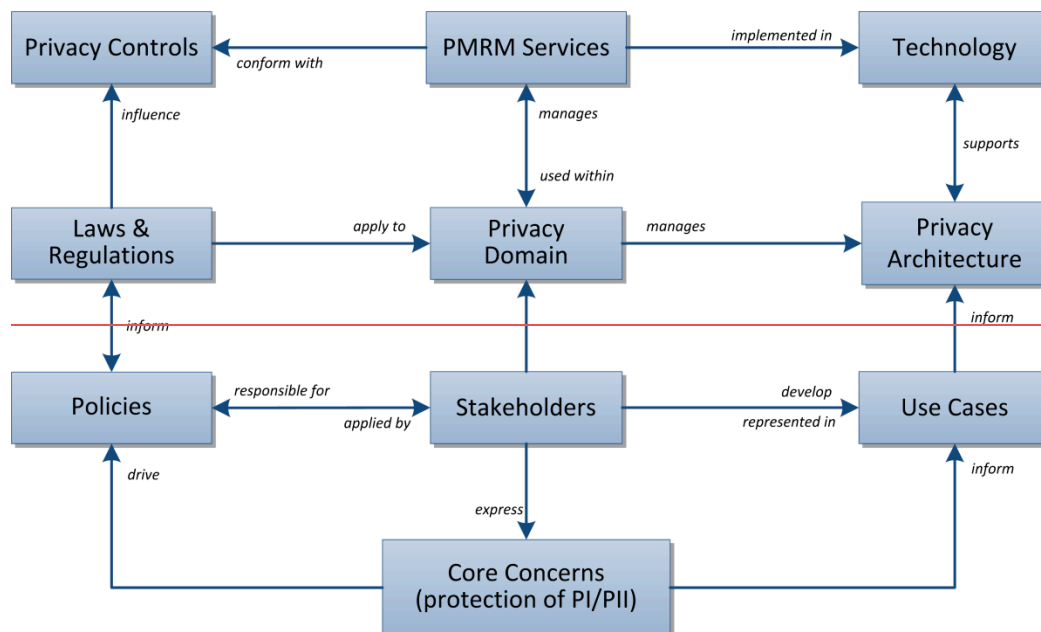 Privacy Controls
PMRM Services
Technology
conform with
implemented in
influence
manages
supports
used within
Laws &
Regulations
apply to
Privacy
Domain
manages
Privacy
Architecture
inform
inform
Policies
responsible for
applied by
Stakeholders
develop
represented in
Use Cases
drive
express
inform
Core Concerns
(protection of PI/PII)